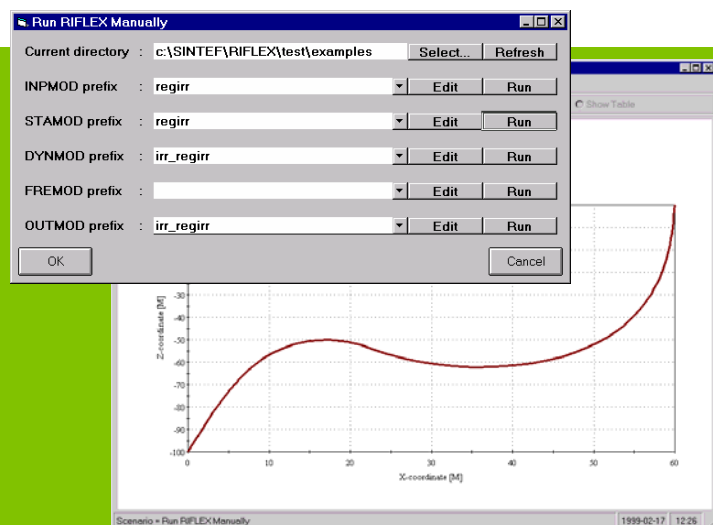 Run RIFLEX Manually
Current directory : c:\SINTEF\RIFLEX\test\examples Select... Refresh
INPMOD prefix : regirr Edit Run
STAMOD prefix : regirr Edit Run
DYNMOD prefix : irr_regirr Edit Run
FREMOD prefix : Edit Run
OUTMOD prefix : irr_regirr Edit Run
OK Cancel
Show Table
-30
-40
-50
-60
-70
-80
-90
-100
Z-coordinate [M]
0 10 20 30 40 50 60
X-coordinate [M]
Scenario = Run RIFLEX Manually 1999-02-17 12:26